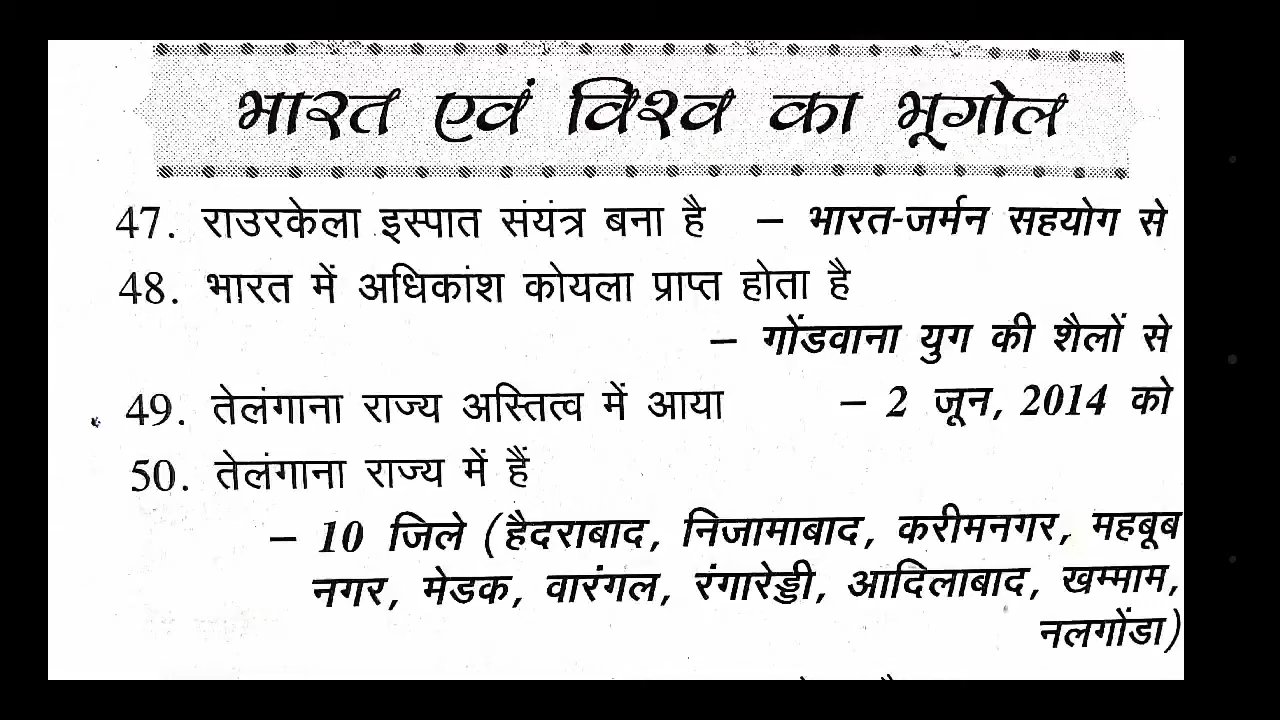 भारत एवं विश्व का भूगोल
47. राउरकेला इस्पात संयंत्र बना है – भारत-जर्मन सहयोग से
48. भारत में अधिकांश कोयला प्राप्त होता है
– गोंडवाना युग की शैलों से
49. तेलंगाना राज्य अस्तित्व में आया – 2 जून, 2014 को
50. तेलंगाना राज्य में हैं
– 10 जिले (हैदराबाद, निजामाबाद, करीमनगर, महबूब
नगर, मेडक, वारंगल, रंगारेड्डी, आदिलाबाद, खम्माम,
नलगोंडा)